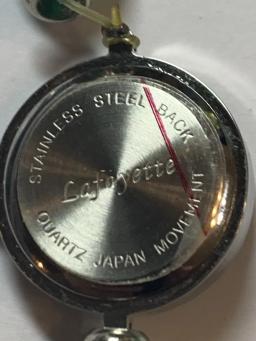 STAINLESS STEEL BACK
Lafayette
QUARTZ JAPAN MOVEMENT